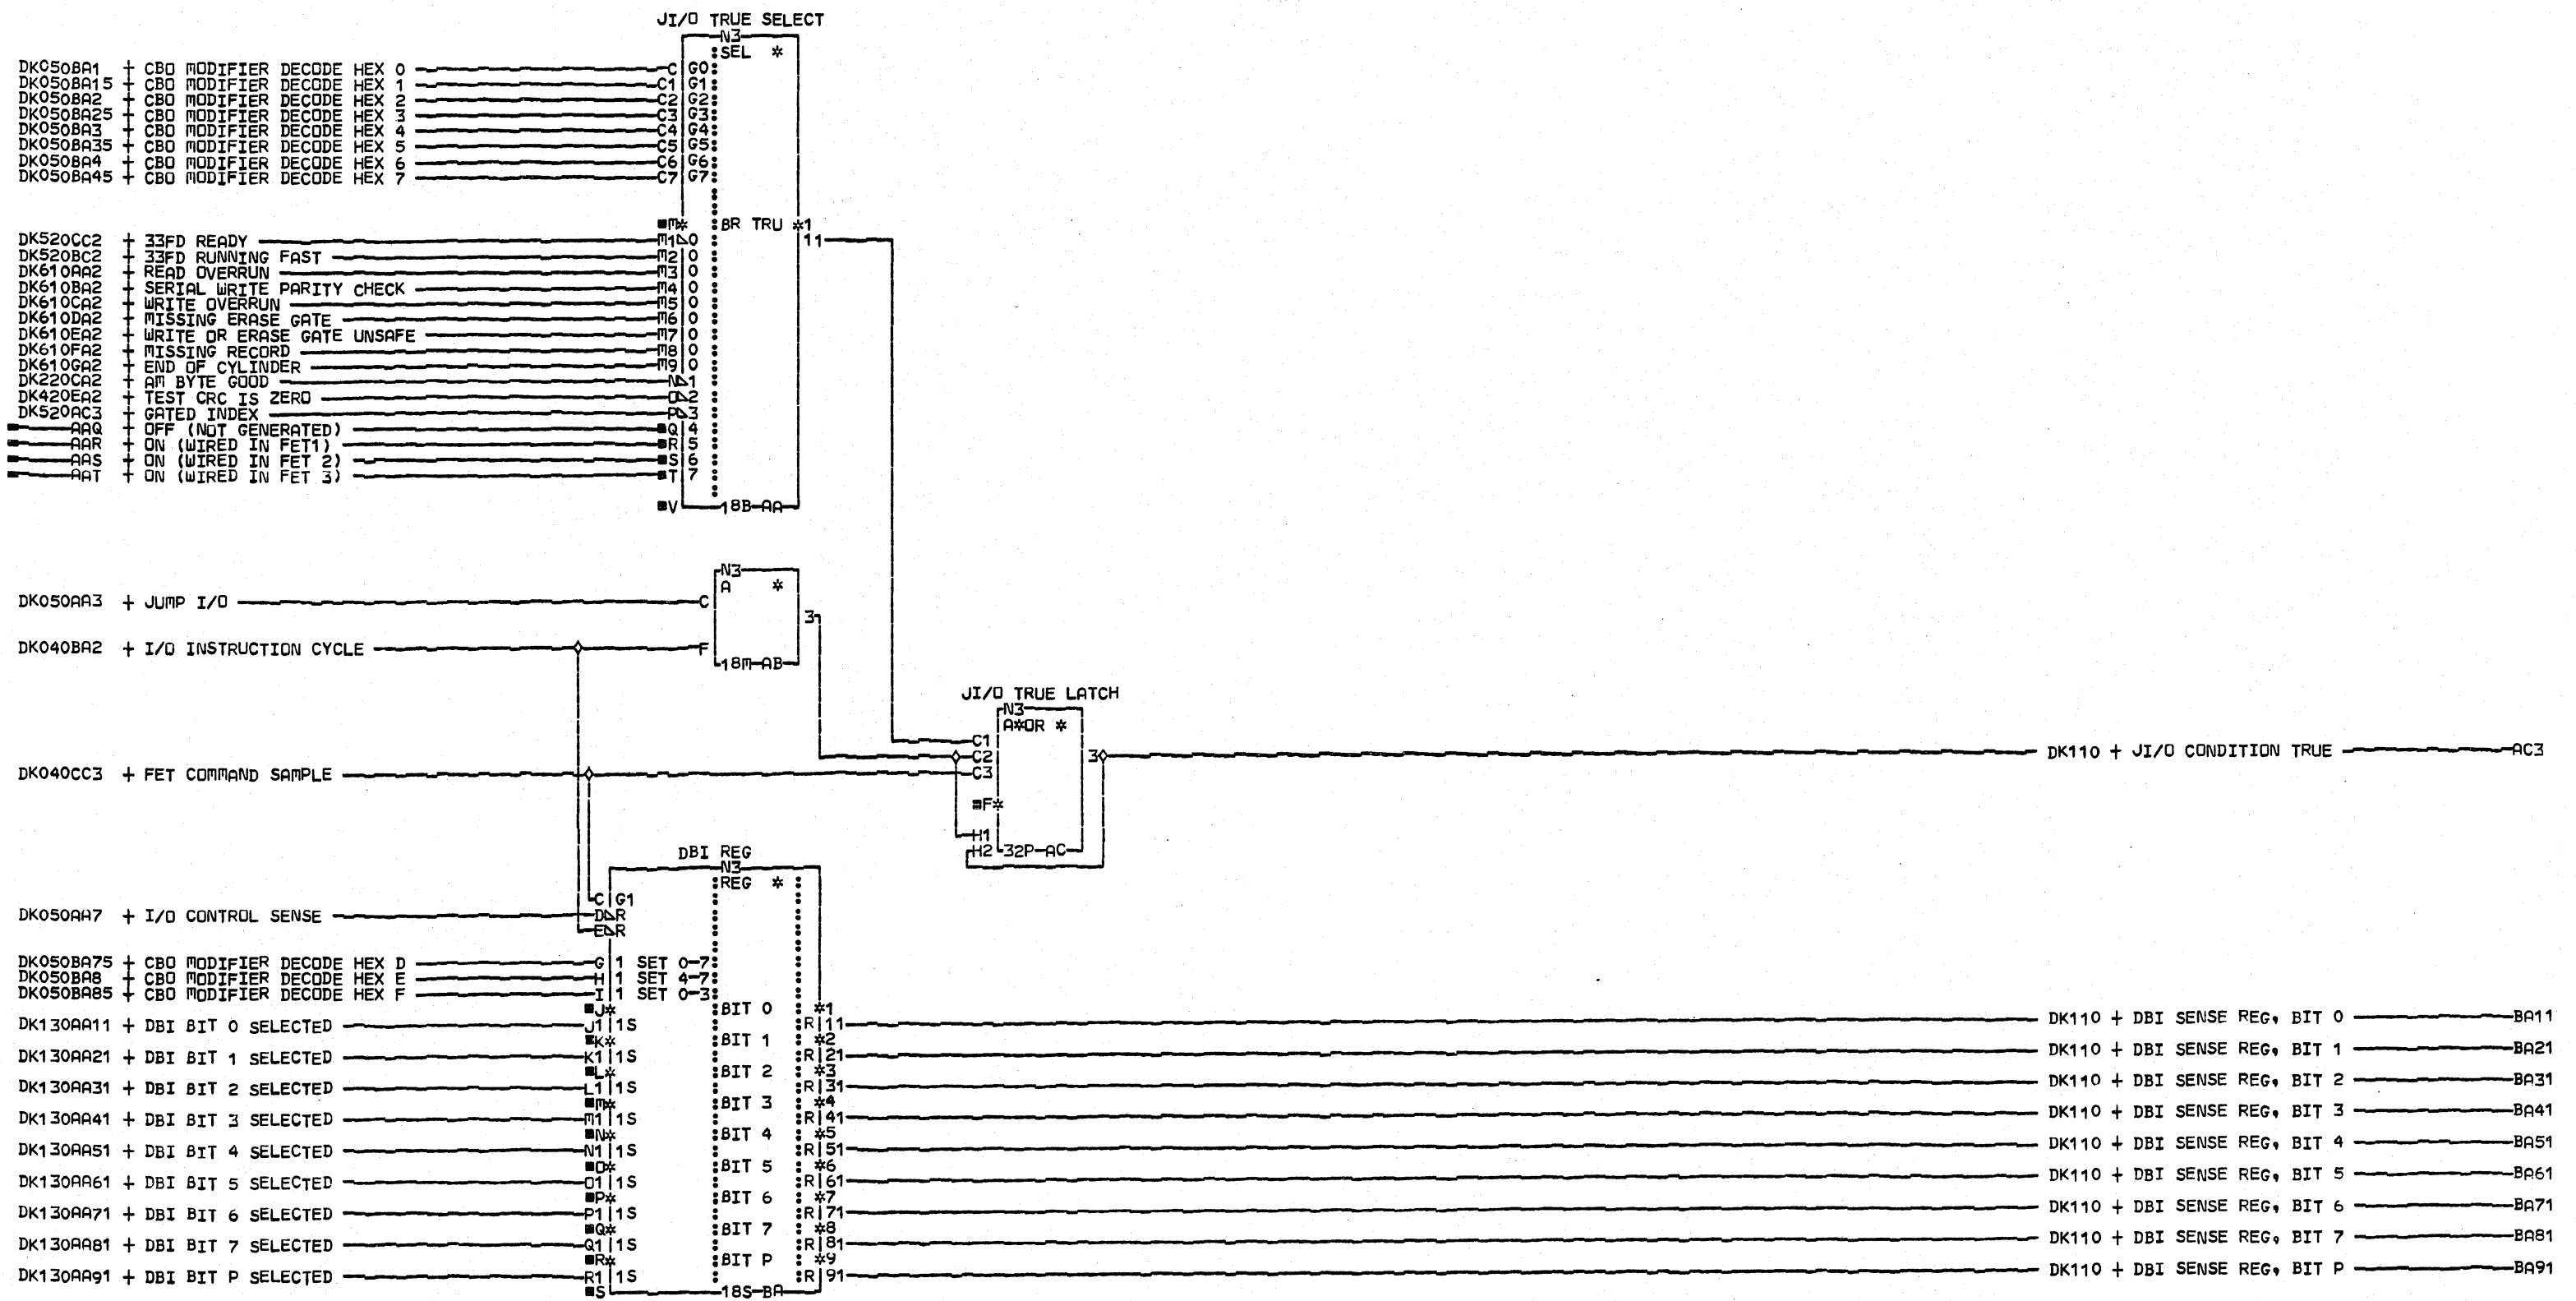 JI/O TRUE SELECT
N3
SEL *
DK050BA1 + CBO MODIFIER DECODE HEX 0 C G0
DK050BA15 + CBO MODIFIER DECODE HEX 1 C1 G1
DK050BA2 + CBO MODIFIER DECODE HEX 2 C2 G2
DK050BA25 + CBO MODIFIER DECODE HEX 3 C3 G3
DK050BA3 + CBO MODIFIER DECODE HEX 4 C4 G4
DK050BA35 + CBO MODIFIER DECODE HEX 5 C5 G5
DK050BA4 + CBO MODIFIER DECODE HEX 6 C6 G6
DK050BA45 + CBO MODIFIER DECODE HEX 7 C7 G7
■M* BR TRU *1
DK520CC2 + 33FD READY M1 0 11
DK520BC2 + 33FD RUNNING FAST M2 0
DK610AA2 + READ OVERRUN M3 0
DK610BA2 + SERIAL WRITE PARITY CHECK M4 0
DK610CA2 + WRITE OVERRUN M5 0
DK610DA2 + MISSING ERASE GATE M6 0
DK610EA2 + WRITE OR ERASE GATE UNSAFE M7 0
DK610FA2 + MISSING RECORD M8 0
DK610GA2 + END OF CYLINDER M9 0
DK220CA2 + AM BYTE GOOD N 1
DK420EA2 + TEST CRC IS ZERO O 2
DK520AC3 + GATED INDEX P 3
■ AAQ + OFF (NOT GENERATED) ■Q 4
■ AAR + ON (WIRED IN FET1) ■R 5
■ AAS + ON (WIRED IN FET 2) ■S 6
■ AAT + ON (WIRED IN FET 3) ■T 7
■V 18B-AA
N3
A *
DK050AA3 + JUMP I/O C
3
DK040BA2 + I/O INSTRUCTION CYCLE F
18M-AB
JI/O TRUE LATCH
N3
A*OR *
C1
C2 3 DK110 + JI/O CONDITION TRUE AC3
DK040CC3 + FET COMMAND SAMPLE C3
■F*
H1
H2 32P-AC
DBI REG
N3
REG *
C G1
DK050AA7 + I/O CONTROL SENSE D R
E R
DK050BA75 + CBO MODIFIER DECODE HEX D G 1 SET 0-7
DK050BA8 + CBO MODIFIER DECODE HEX E H 1 SET 4-7
DK050BA85 + CBO MODIFIER DECODE HEX F I 1 SET 0-3
■J* BIT 0 *1
DK130AA11 + DBI BIT 0 SELECTED J1 1S R 11 DK110 + DBI SENSE REG, BIT 0 BA11
■K* BIT 1 *2
DK130AA21 + DBI BIT 1 SELECTED K1 1S R 21 DK110 + DBI SENSE REG, BIT 1 BA21
■L* BIT 2 *3
DK130AA31 + DBI BIT 2 SELECTED L1 1S R 31 DK110 + DBI SENSE REG, BIT 2 BA31
■M* BIT 3 *4
DK130AA41 + DBI BIT 3 SELECTED M1 1S R 41 DK110 + DBI SENSE REG, BIT 3 BA41
■N* BIT 4 *5
DK130AA51 + DBI BIT 4 SELECTED N1 1S R 51 DK110 + DBI SENSE REG, BIT 4 BA51
■O* BIT 5 *6
DK130AA61 + DBI BIT 5 SELECTED O1 1S R 61 DK110 + DBI SENSE REG, BIT 5 BA61
■P* BIT 6 *7
DK130AA71 + DBI BIT 6 SELECTED P1 1S R 71 DK110 + DBI SENSE REG, BIT 6 BA71
■Q* BIT 7 *8
DK130AA81 + DBI BIT 7 SELECTED Q1 1S R 81 DK110 + DBI SENSE REG, BIT 7 BA81
■R* BIT P *9
DK130AA91 + DBI BIT P SELECTED R1 1S R 91 DK110 + DBI SENSE REG, BIT P BA91
■S 18S-BA